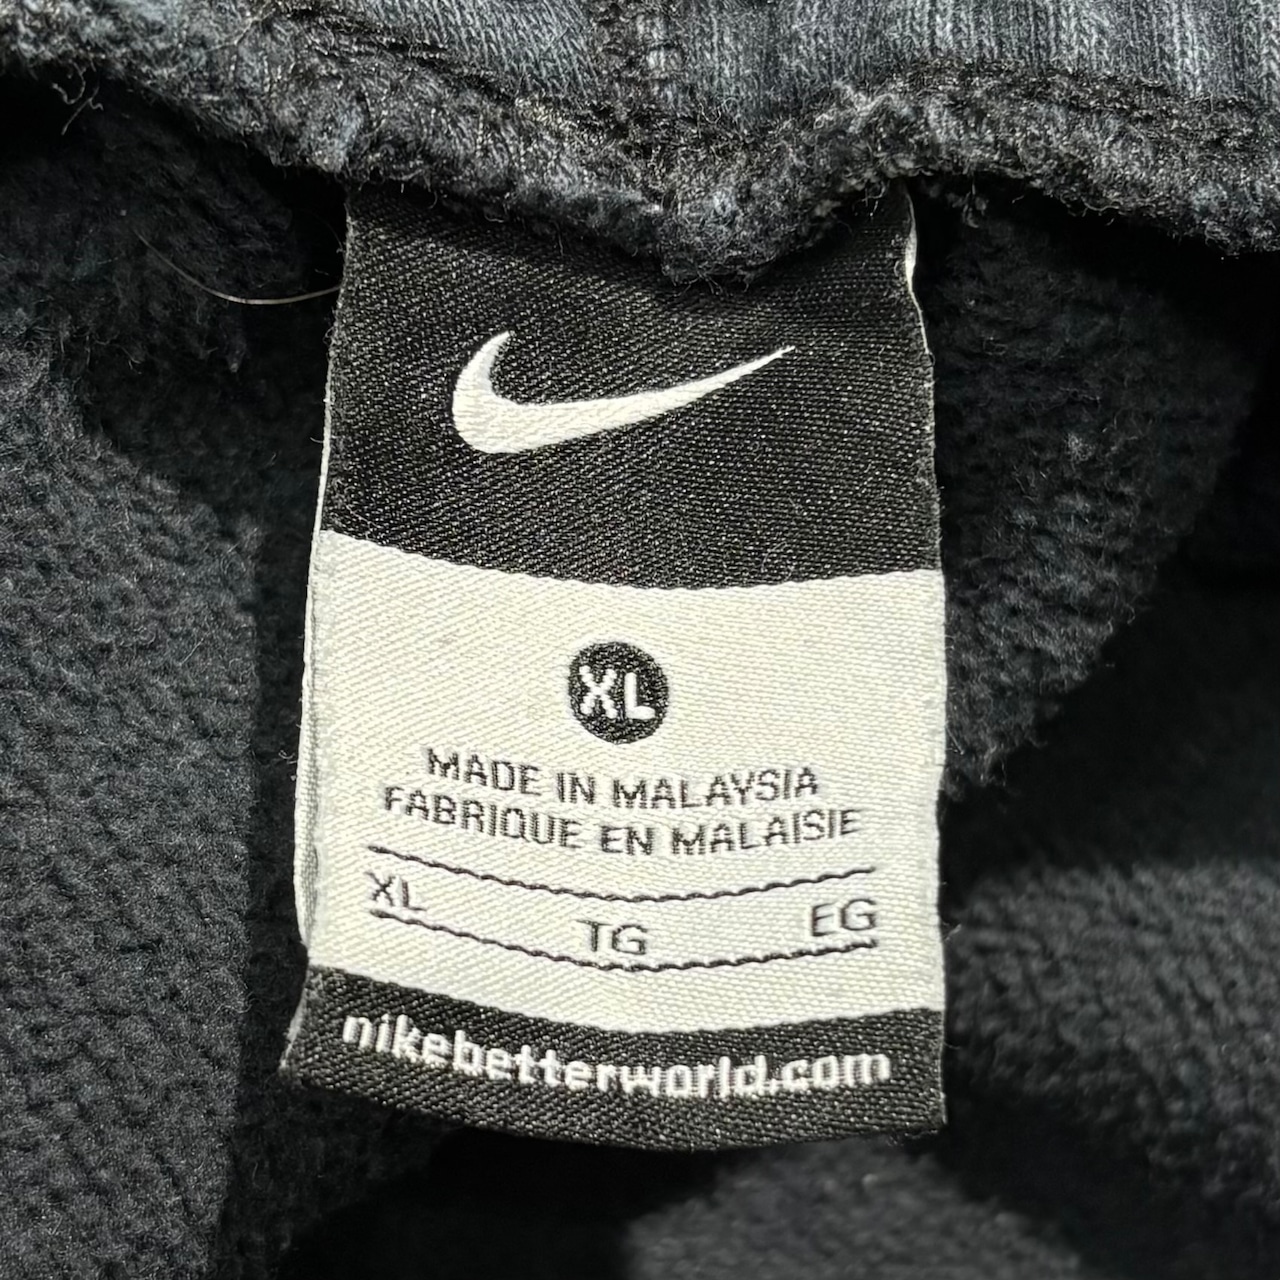 XL
MADE IN MALAYSIA
FABRIQUE EN MALAISIE
XL TG EG
nikebetterworld.com